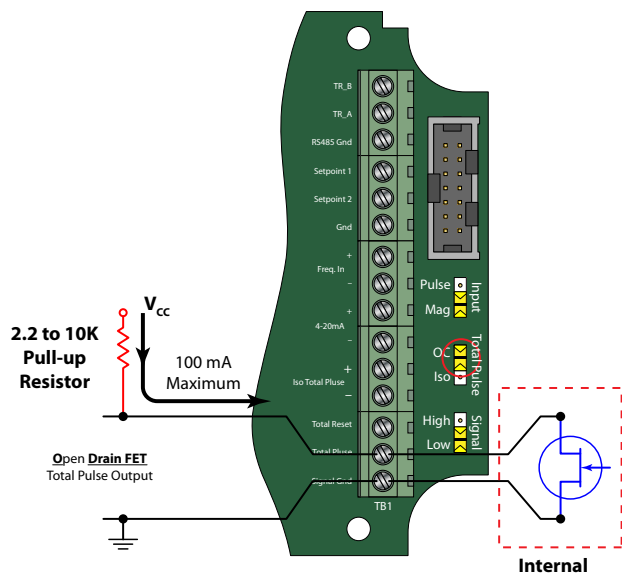 TR_B
TR_A
RS485 Gnd
Setpoint 1
Setpoint 2
Gnd
+
Freq. In
–
+
4-20mA
–
+
Iso Total Pluse
–
Total Reset
Total Pluse
Signal Gnd
TB1
Pulse
Mag
Input
OC
Iso
Total Pulse
High
Low
Signal
VCC
2.2 to 10K
Pull-up
Resistor
100 mA
Maximum
Open Drain FET
Total Pulse Output
Internal